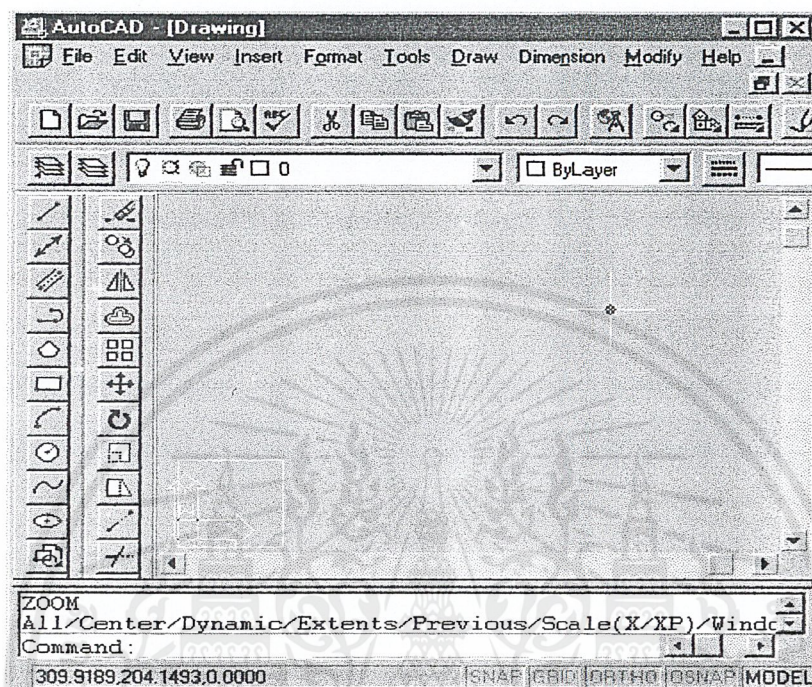 AutoCAD - [Drawing]
File Edit View Insert Format Tools Draw Dimension Modify Help
0 ByLayer
ZOOM
All/Center/Dynamic/Extents/Previous/Scale(X/XP)/Windo
Command:
309.9189,204.1493,0.0000 SNAP GRID ORTHO OSNAP MODEL